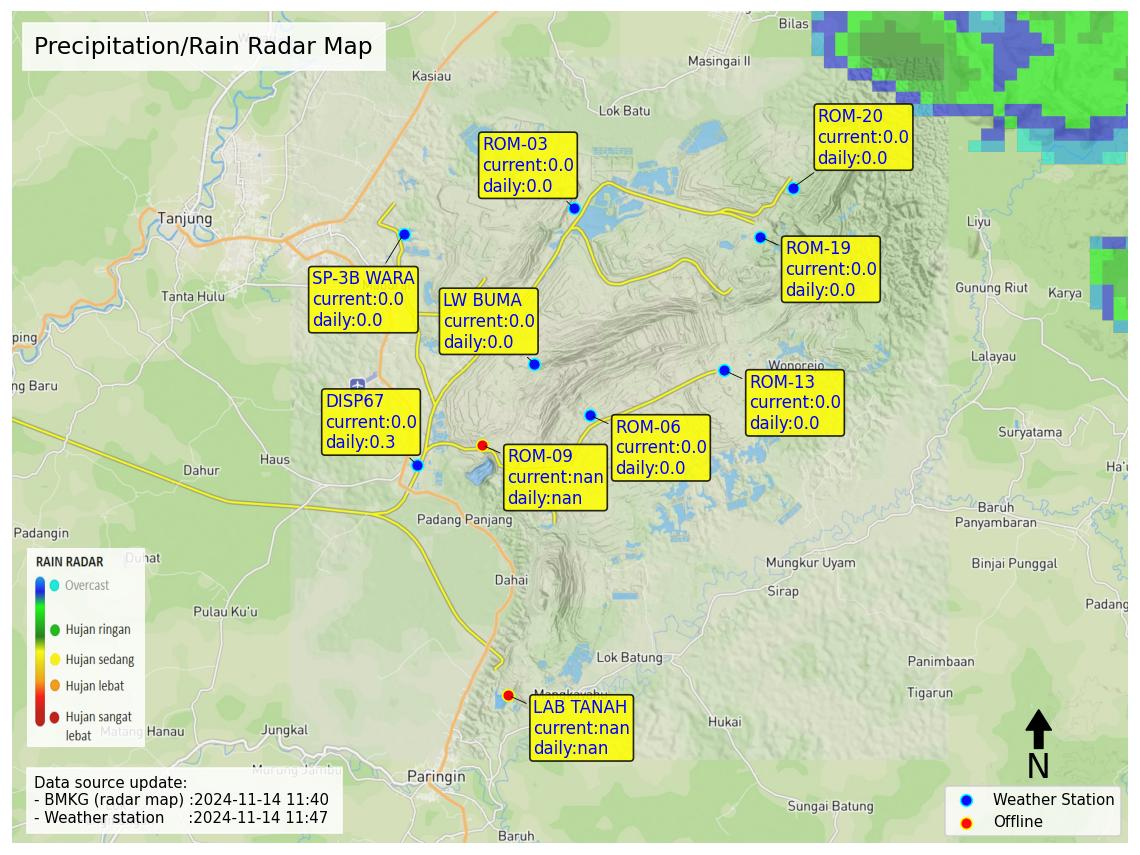 Precipitation/Rain Radar Map
Bilas
Masingai II
Kasiau
Lok Batu
ROM-20
current:0.0
daily:0.0
ROM-03
current:0.0
daily:0.0
Tanjung
Liyu
ROM-19
current:0.0
daily:0.0
SP-3B WARA
current:0.0
daily:0.0
Tanta Hulu
LW BUMA
current:0.0
daily:0.0
Gunung Riut
Karya
ping
Lalayau
ng Baru
Wonorejo
ROM-13
current:0.0
daily:0.0
DISP67
current:0.0
daily:0.3
ROM-06
current:0.0
daily:0.0
Suryatama
ROM-09
current:nan
daily:nan
Haus
Dahur
Ha'u
Baruh
Panyambaran
Padang Panjang
Padangin
Duhat
Mungkur Uyam
Binjai Punggal
RAIN RADAR
Overcast
Hujan ringan
Hujan sedang
Hujan lebat
Hujan sangat
lebat
Dahai
Sirap
Padang
Pulau Ku'u
Lok Batung
Panimbaan
Tigarun
LAB TANAH
current:nan
daily:nan
Matang Hanau
Jungkal
Hukai
N
Paringin
Data source update:
- BMKG (radar map) :2024-11-14 11:40
- Weather station :2024-11-14 11:47
Sungai Batung
Weather Station
Offline
Baruh